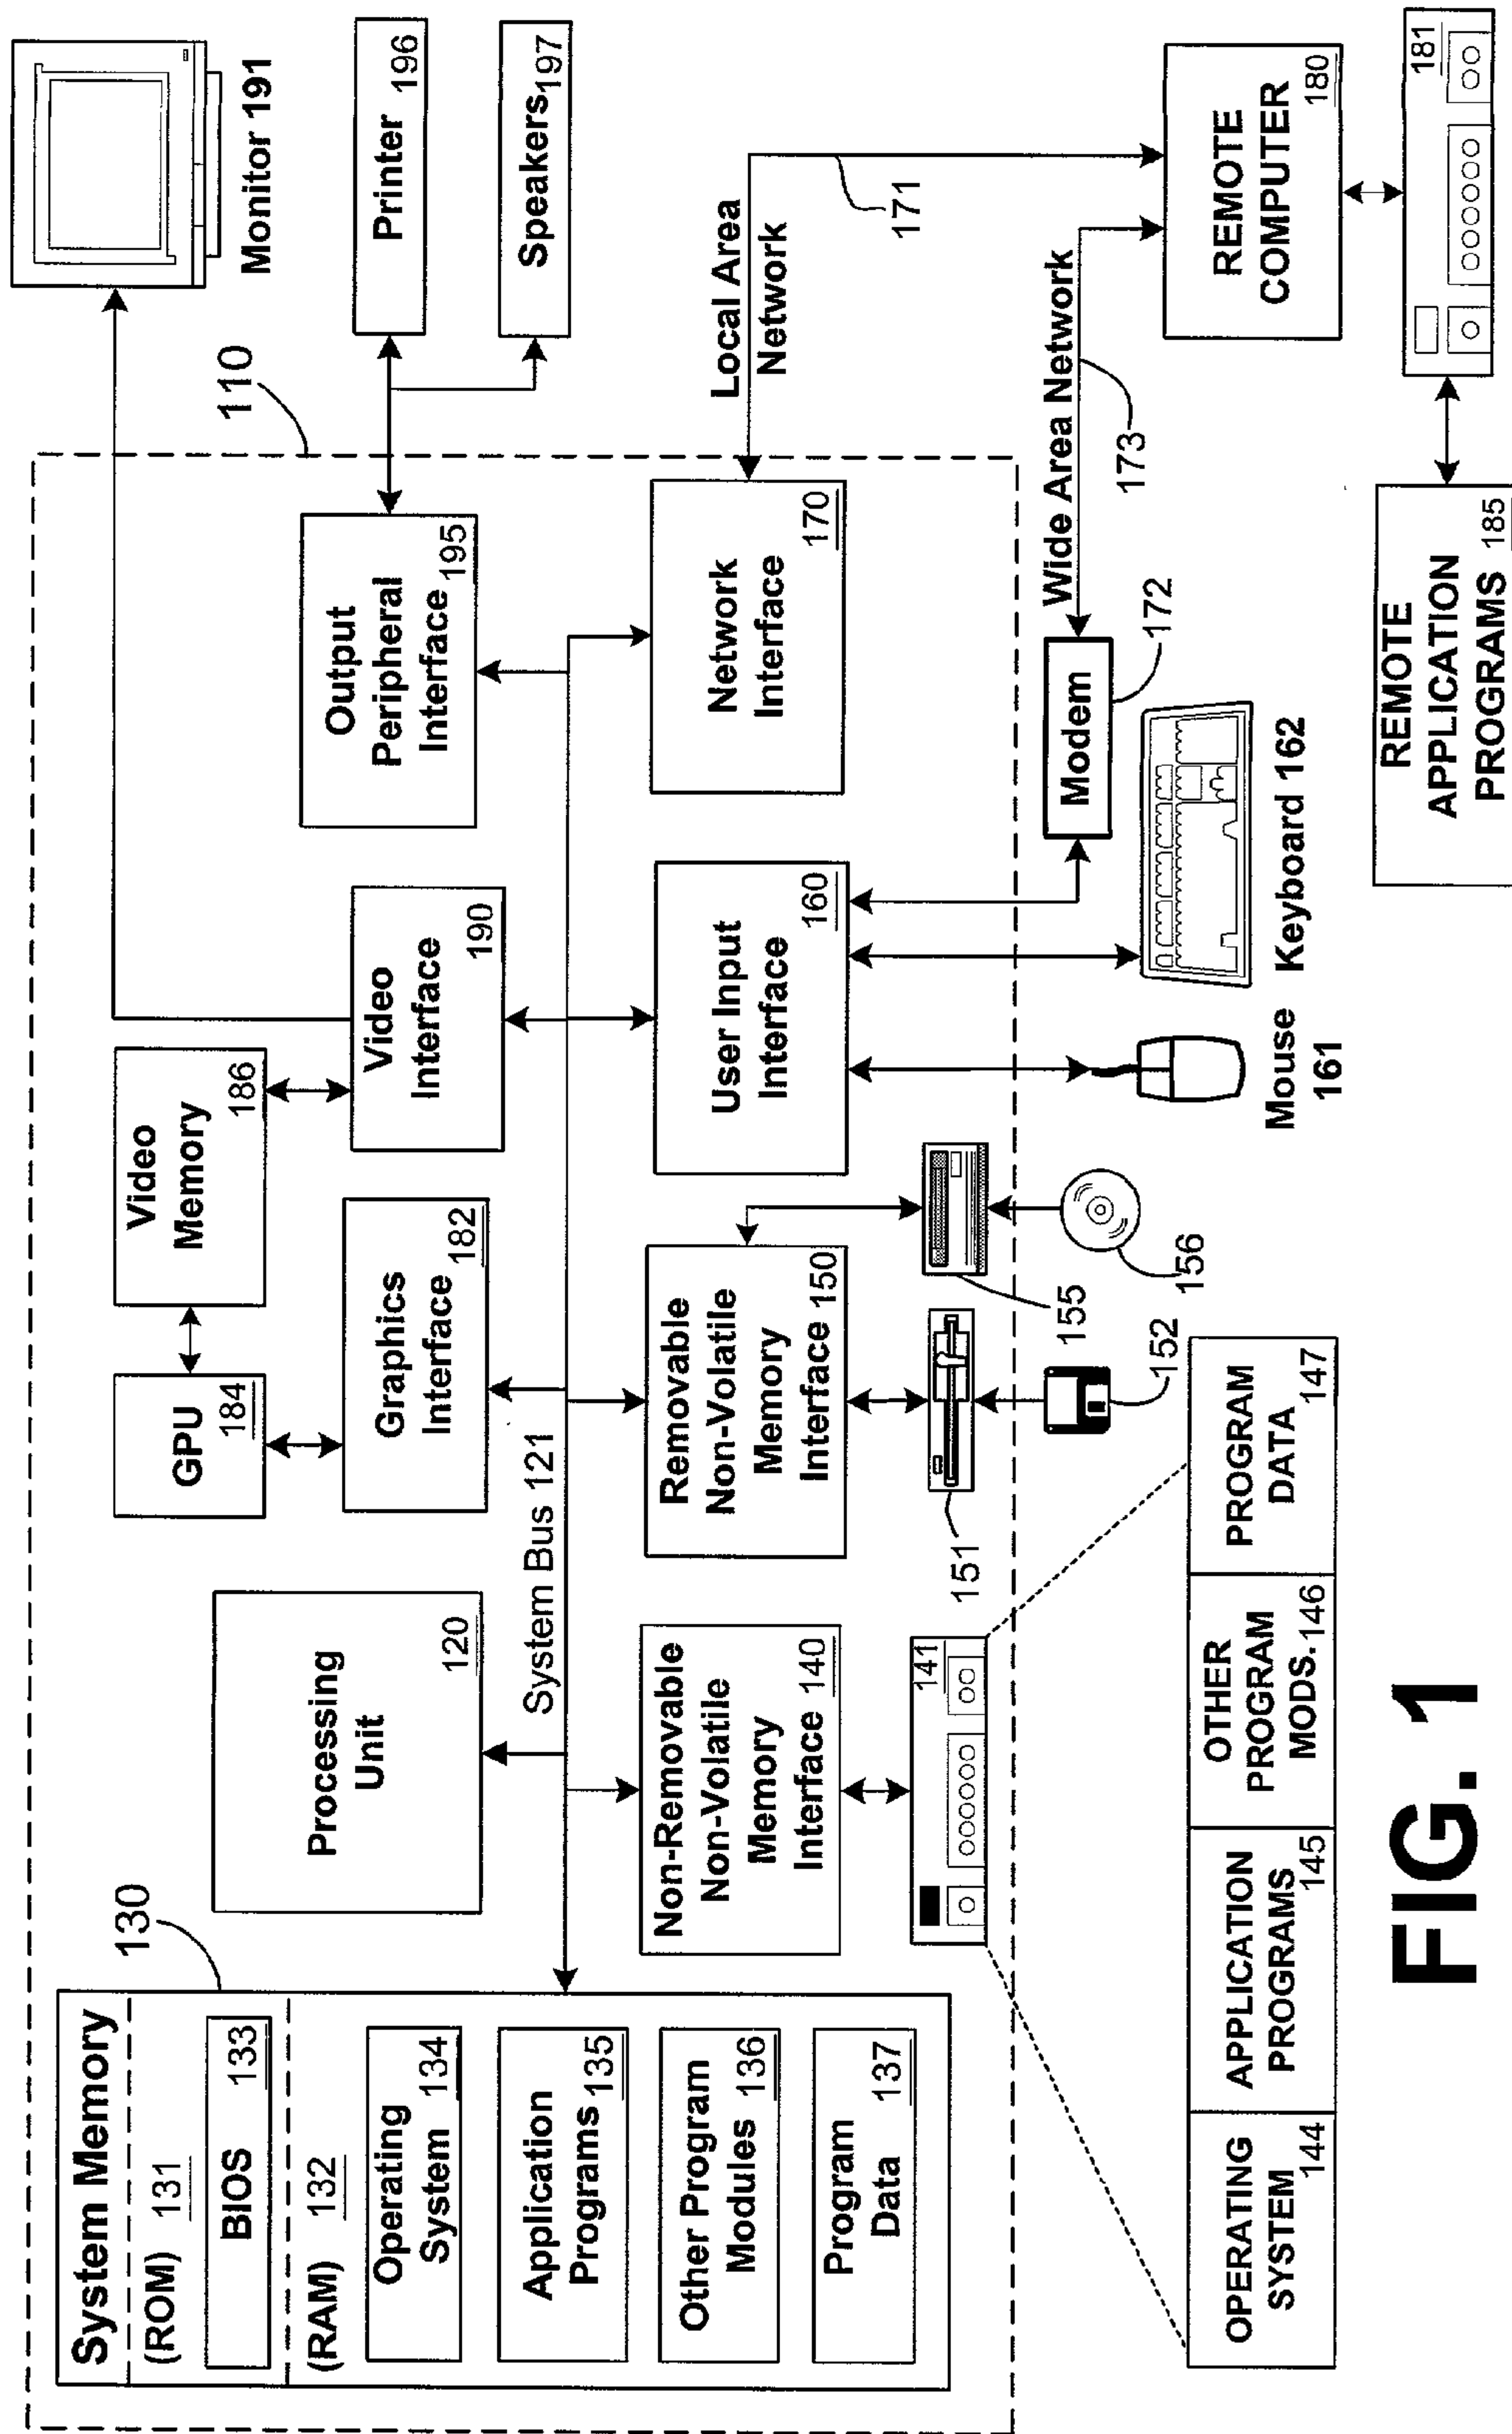 System Memory
(ROM) 131
BIOS 133
(RAM) 132
Operating
System 134
Application
Programs 135
Other Program
Modules 136
Program
Data 137
130
Processing
Unit
120
System Bus 121
GPU
184
Video
Memory
186
Graphics
Interface
182
Video
Interface
190
Output
Peripheral
Interface 195
110
Monitor 191
Printer 196
Speakers 197
Non-Removable
Non-Volatile
Memory
Interface 140
Removable
Non-Volatile
Memory
Interface 150
User Input
Interface
160
Network
Interface
170
Local Area
Network
171
141
151
152
155
156
Mouse
161
Keyboard 162
Modem
172
Wide Area Network
173
REMOTE
COMPUTER
180
181
REMOTE
APPLICATION
PROGRAMS 185
OPERATING
SYSTEM 144
APPLICATION
PROGRAMS 145
OTHER
PROGRAM
MODS. 146
PROGRAM
DATA 147
FIG. 1